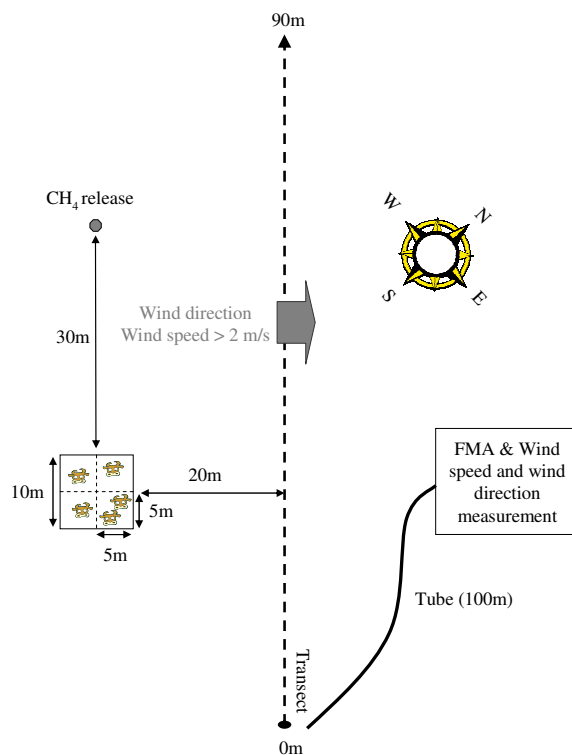 90m
CH4 release
W
N
S
E
Wind direction
Wind speed > 2 m/s
30m
FMA & Wind
speed and wind
direction
measurement
20m
10m
5m
5m
Tube (100m)
Transect
0m